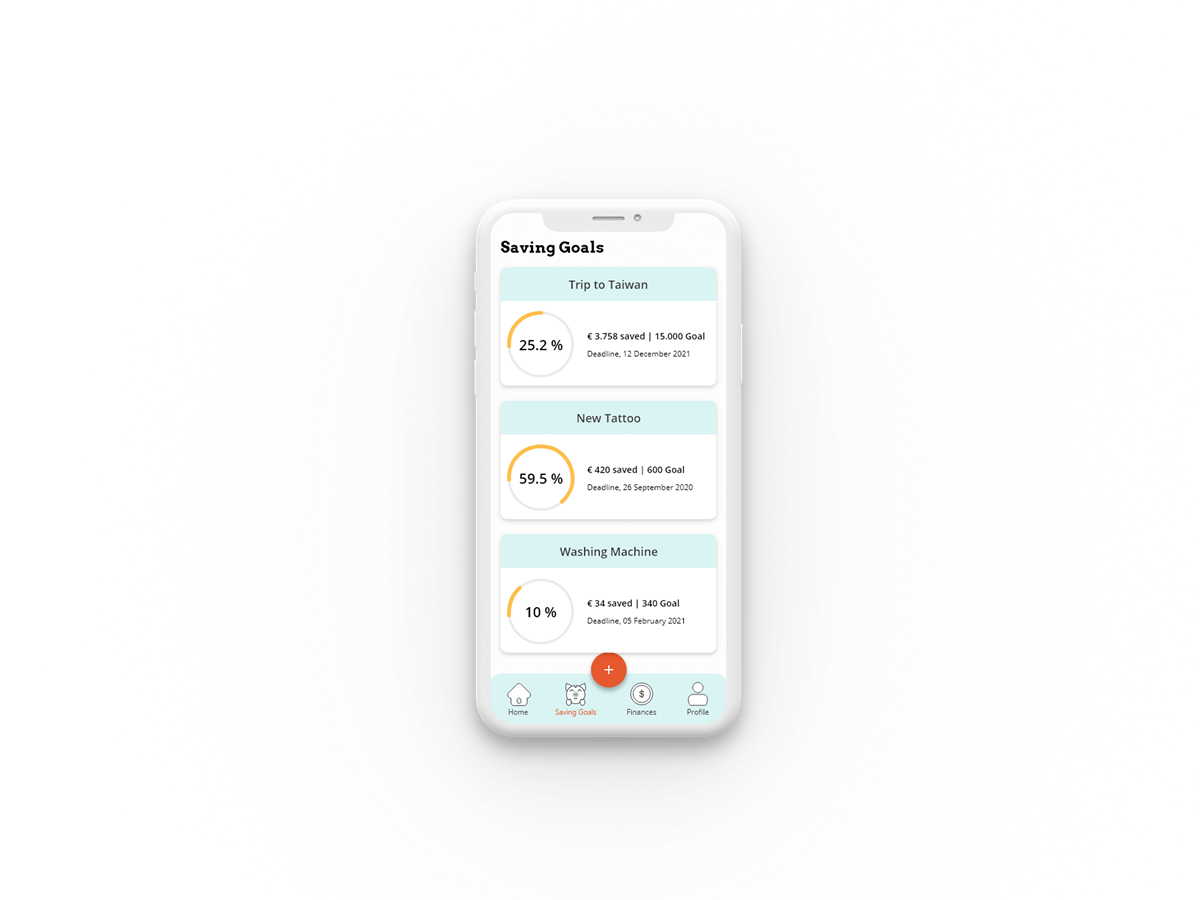 Saving Goals
Trip to Taiwan
25.2 %
€ 3.758 saved | 15.000 Goal
Deadline, 12 December 2021
New Tattoo
59.5 %
€ 420 saved | 600 Goal
Deadline, 26 September 2020
Washing Machine
10 %
€ 34 saved | 340 Goal
Deadline, 05 February 2021
+
$
Home
Saving Goals
Finances
Profile